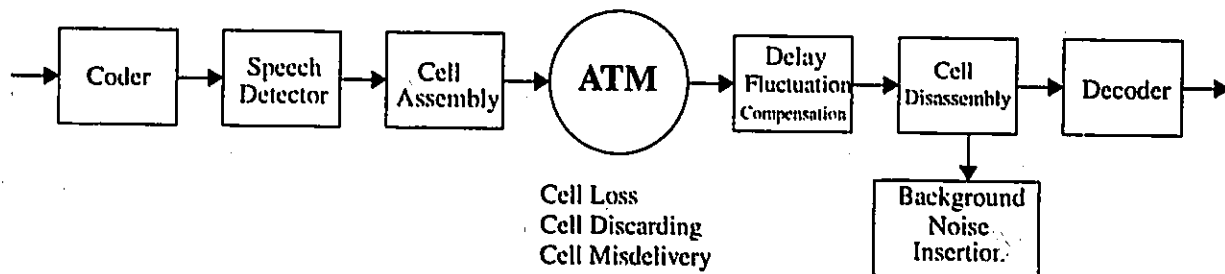 Coder
Speech
Detector
Cell
Assembly
ATM
Delay
Fluctuation
Compensation
Cell
Disassembly
Decoder
Cell Loss
Cell Discarding
Cell Misdelivery
Background
Noise
Insertion.